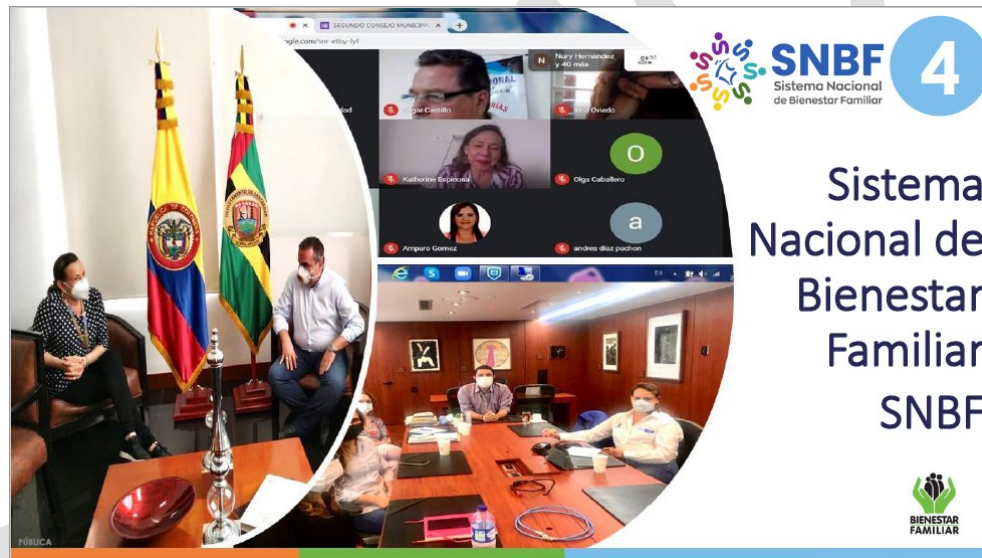 SEGUNDO CONSEJO MUNICIPA
Nury Hernandez
y 40 más
N
Katherine Espinosa
O
Olga Caballero
Amparo Gomez
a
andres diaz pachon
SNBF
Sistema Nacional
de Bienestar Familiar
4
Sistema
Nacional de
Bienestar
Familiar
SNBF
BIENESTAR
FAMILIAR
PÚBLICA